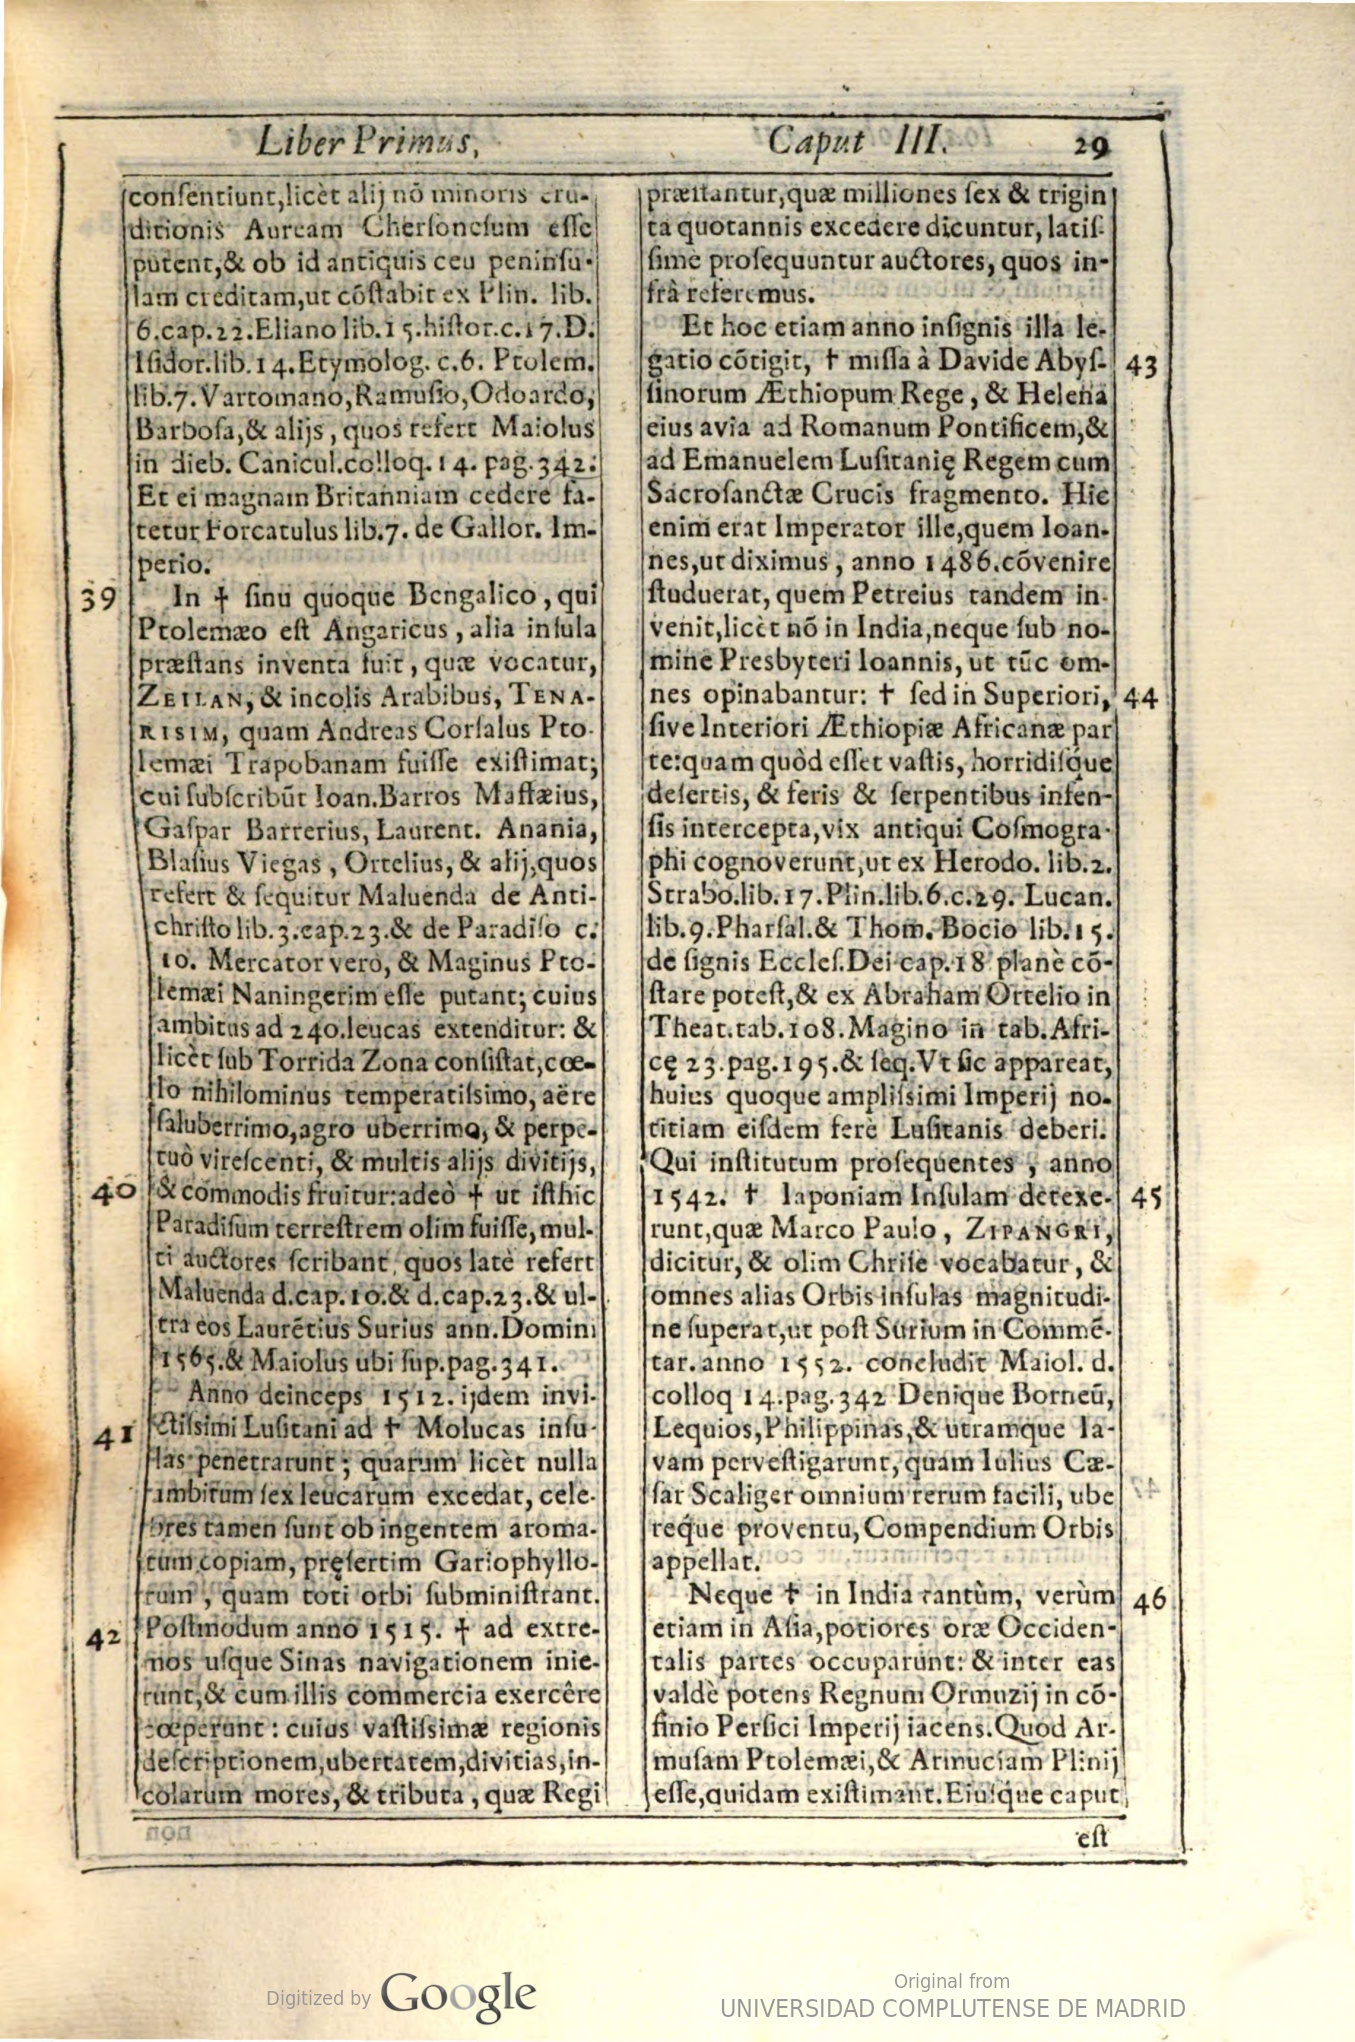 Liber Primus,
Caput III.
29
consentiunt,licèt alij nō minoris eru-
ditionis Auream Chersonesum esse
putent,& ob id antiquis ceu peninsu-
lam creditam,ut cōstabit ex Plin. lib.
6.cap.22.Eliano lib.15.histor.c.17.D.
Isidor.lib.14.Etymolog. c.6. Ptolem.
lib.7.Vartomano,Ramusio,Odoardo,
Barbosa,& alijs, quos refert Maiolus
in dieb. Canicul.colloq.14. pag.342.
Et ei magnam Britanniam cedere fa-
tetur Forcatulus lib.7. de Gallor. Im-
perio.
39
In † sinu quoque Bengalico, qui
Ptolemæo est Angaricus, alia insula
præstans inventa fuit, quæ vocatur,
ZEILAN, & incolis Arabibus, TENA-
RISIM, quam Andreas Corsalus Pto-
lemæi Trapobanam fuisse existimat;
cui subscribūt Ioan.Barros Maffæius,
Gaspar Barrerius, Laurent. Anania,
Blasius Viegas, Ortelius, & alij,quos
refert & sequitur Maluenda de Anti-
christo lib.3.cap.23.& de Paradiso c.
10. Mercator verò, & Maginus Pto-
lemæi Naningerim esse putant; cuius
ambitus ad 240.leucas extenditur: &
licèt sub Torrida Zona consistat,cœ-
lo nihilominus temperatissimo, aëre
saluberrimo,agro uberrimo, & perpe-
tuò virescenti, & multis alijs divitijs,
40
& commodis fruitur:adeò † ut isthic
Paradisum terrestrem olim fuisse,mul-
ti auctores scribant, quos latè refert
Maluenda d.cap.10.& d.cap.23.& ul-
tra eos Laurētius Surius ann.Domini
1565.& Maiolus ubi sup.pag.341.
Anno deinceps 1512. ijdem invi-
41
ctissimi Lusitani ad † Molucas insu-
las penetrarunt; quarum licèt nulla
ambitum sex leucarum excedat, cele-
bres tamen sunt ob ingentem aroma-
tum copiam, pręsertim Gariophyllo-
rum, quam toti orbi subministrant.
42
Postmodum anno 1515. † ad extre-
mos usque Sinas navigationem inie-
runt,& cum illis commercia exercêre
cœperunt: cuius vastissimæ regionis
descriptionem,ubertatem,divitias,in-
colarum mores, & tributa, quæ Regi
præstantur,quæ milliones sex & trigin
ta quotannis excedere dicuntur, latis-
simè prosequuntur auctores, quos in-
frà referemus.
Et hoc etiam anno insignis illa le-
gatio cōtigit, † missa à Davide Abys-
43
sinorum Æthiopum Rege, & Helena
eius avia ad Romanum Pontificem,&
ad Emanuelem Lusitanię Regem cum
Sacrosanctæ Crucis fragmento. Hic
enim erat Imperator ille,quem Ioan-
nes,ut diximus, anno 1486.cōvenire
studuerat, quem Petreius tandem in-
venit,licèt nō in India,neque sub no-
mine Presbyteri Ioannis, ut tūc om-
nes opinabantur: † sed in Superiori,
44
sive Interiori Æthiopiæ Africanæ par
te:quam quòd esset vastis, horridisq́ue
desertis, & feris & serpentibus infen-
sis intercepta,vix antiqui Cosmogra-
phi cognoverunt,ut ex Herodo. lib.2.
Strabo.lib.17.Plin.lib.6.c.29. Lucan.
lib.9.Pharsal.& Thom. Bocio lib.15.
de signis Eccles.Dei cap.18 planè cō-
stare potest,& ex Abraham Ortelio in
Theat.tab.108.Magino in tab.Afri-
cę 23.pag.195.& seq.Vt sic appareat,
huius quoque amplissimi Imperij no-
titiam eisdem ferè Lusitanis deberi.
Qui institutum prosequentes, anno
1542. † Iaponiam Insulam detexe-
45
runt,quæ Marco Paulo, ZIPANGRI,
dicitur, & olim Chrise vocabatur, &
omnes alias Orbis insulas magnitudi-
ne superat,ut post Surium in Commē-
tar. anno 1552. concludit Maiol. d.
colloq 14.pag.342 Denique Borneū,
Lequios,Philippinas,& utramque Ia-
vam pervestigarunt, quam Iulius Cæ-
sar Scaliger omnium rerum facili, ube
req́ue proventu, Compendium Orbis
appellat.
Neque † in India tantùm, verùm
46
etiam in Asia,potiores oræ Occiden-
talis partes occuparunt: & inter eas
valdè potens Regnum Ormuzij in cō-
finio Persici Imperij iacens.Quod Ar-
musam Ptolemæi,& Armuciam Plinij
esse,quidam existimant.Eiusq́ue caput
est
Digitized by Google
Original from
UNIVERSIDAD COMPLUTENSE DE MADRID